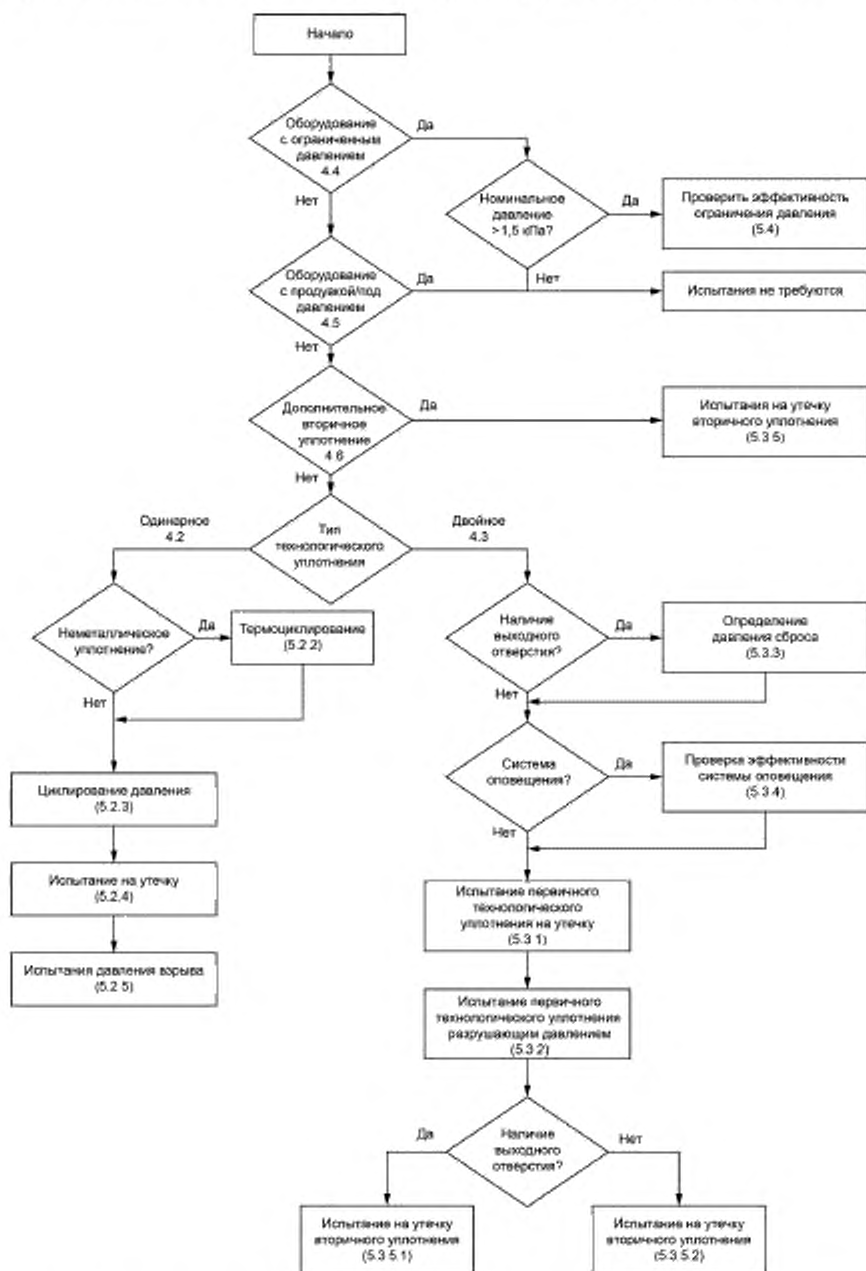 Начало
Оборудование
с ограниченным
давлением
4.4
Да
Нет
Номинальное
давление
>1,5 кПа?
Да
Проверить эффективность
ограничения давления
(5.4)
Оборудование
с продувкой/под
давлением
4.5
Да
Нет
Испытания не требуются
Нет
Дополнительное
вторичное
уплотнение
4 6
Да
Испытания на утечку
вторичного уплотнения
(5.3 5)
Нет
Одинарное
4.2
Тип
технологического
уплотнения
Двойное
4.3
Неметаллическое
уплотнение?
Да
Термоциклирование
(5.2 2)
Нет
Наличие
выходного
отверстия?
Да
Определение
давления сброса
(5.3.3)
Нет
Система
оповещения?
Да
Проверка эффективности
системы оповещения
(5.3 4)
Нет
Циклирование давления
(5.2.3)
Испытание на утечку
(5.2.4)
Испытания давления взрыва
(5.2 5)
Испытание первичного
технологического
уплотнения на утечку
(5.3 1)
Испытание первичного
технологического уплотнения
разрушающим давлением
(5.3 2)
Да
Наличие
выходного
отверстия?
Нет
Испытание на утечку
вторичного уплотнения
(5.3 5.1)
Испытание на утечку
вторичного уплотнения
(5.3.5.2)